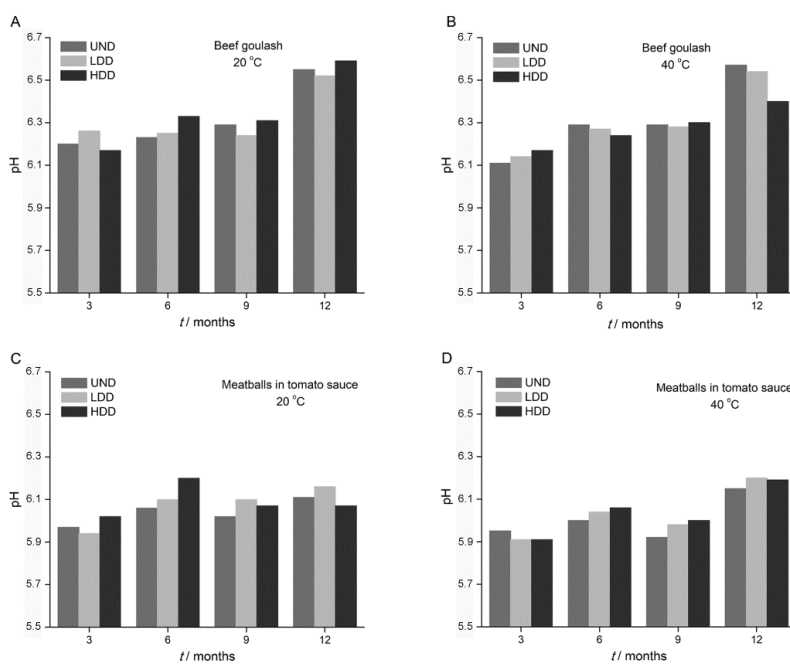 A
6.7
6.5
6.3
6.1
5.9
5.7
5.5
pH
UND
LDD
HDD
Beef goulash
20 °C
3
6
9
12
t / months
B
6.7
6.5
6.3
6.1
5.9
5.7
5.5
pH
UND
LDD
HDD
Beef goulash
40 °C
3
6
9
12
t / months
C
6.7
6.5
6.3
6.1
5.9
5.7
5.5
pH
UND
LDD
HDD
Meatballs in tomato sauce
20 °C
3
6
9
12
t / months
D
6.7
6.5
6.3
6.1
5.9
5.7
5.5
pH
UND
LDD
HDD
Meatballs in tomato sauce
40 °C
3
6
9
12
t / months